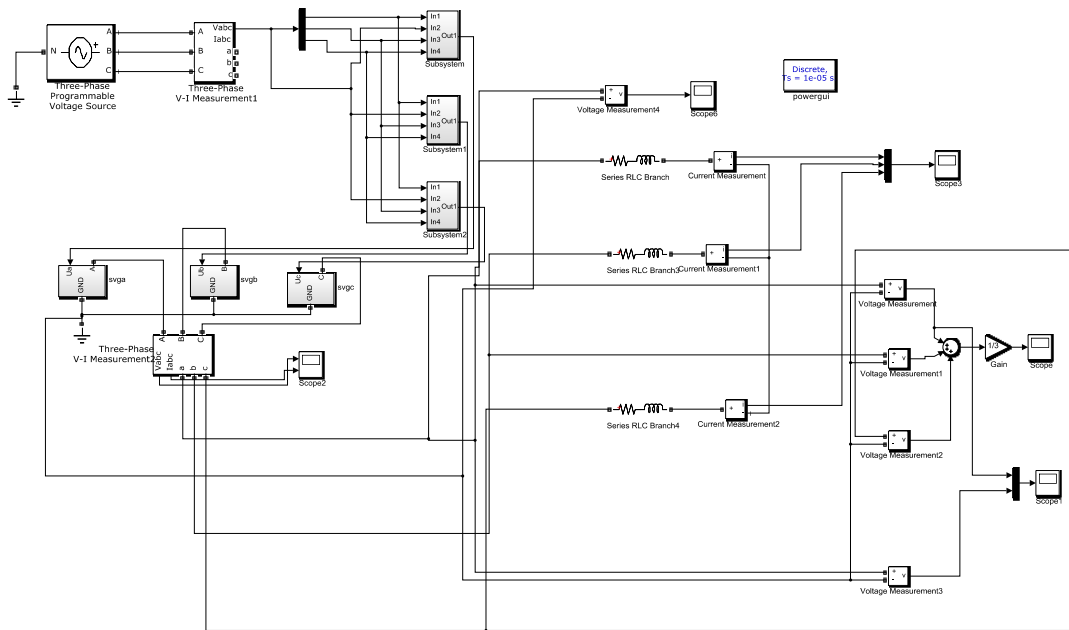 N
A
B
C
+
Three-Phase
Programmable
Voltage Source
A
B
C
Vabc
Iabc
a
b
c
Three-Phase
V-I Measurement1
In1
In2
In3
In4
Out1
Subsystem
In1
In2
In3
In4
Out1
Subsystem1
In1
In2
In3
In4
Out1
Subsystem2
Discrete,
Ts = 1e-05 s
powergui
+
-
v
Voltage Measurement4
Scope6
Series RLC Branch
+
i
-
Current Measurement
Scope3
Series RLC Branch3
+
i
-
Current Measurement1
Ua
A
GND
svga
Ub
B
GND
svgb
Uc
C
GND
svgc
Three-Phase
V-I Measurement2
A
B
C
Vabc
Iabc
a
b
c
Scope2
+
-
v
Voltage Measurement
+
-
v
Voltage Measurement1
1/3
Gain
Scope
Series RLC Branch4
+
i
-
Current Measurement2
+
-
v
Voltage Measurement2
Scope1
+
-
v
Voltage Measurement3